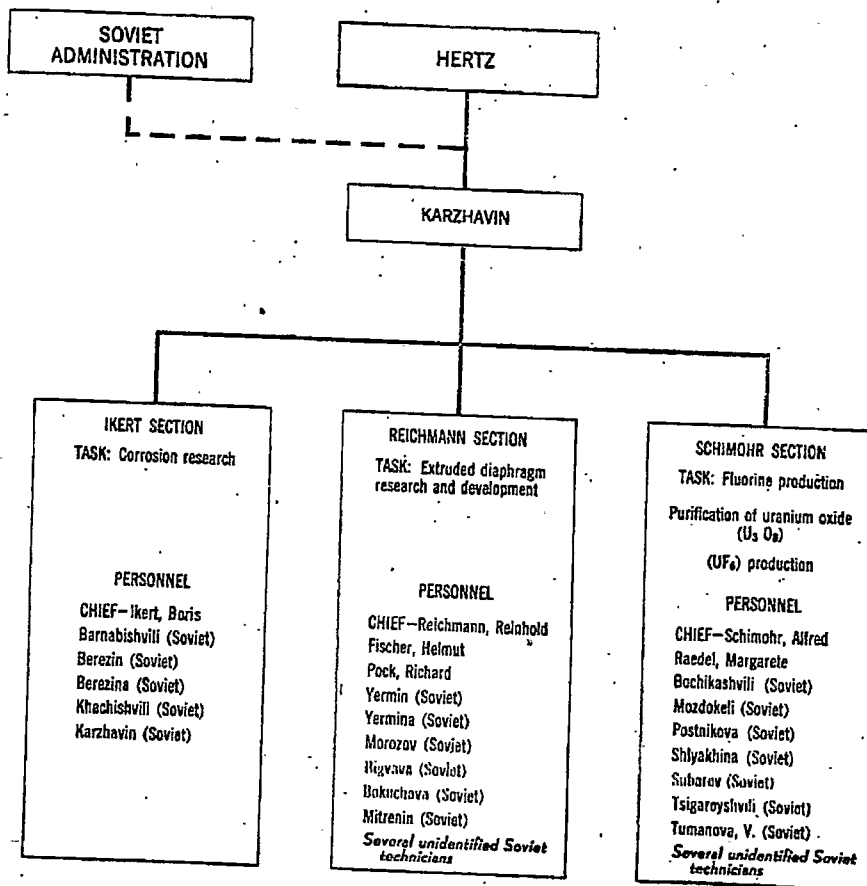 SOVIET
ADMINISTRATION
HERTZ
KARZHAVIN
IKERT SECTION
TASK: Corrosion research
PERSONNEL
CHIEF—Ikert, Boris
Barnabishvili (Soviet)
Berezin (Soviet)
Berezina (Soviet)
Khachishvili (Soviet)
Karzhavin (Soviet)
REICHMANN SECTION
TASK: Extruded diaphragm
research and development
PERSONNEL
CHIEF—Reichmann, Reinhold
Fischer, Helmut
Pock, Richard
Yermin (Soviet)
Yermina (Soviet)
Morozov (Soviet)
(Soviet)
Bakuchava (Soviet)
Mitrenin (Soviet)
Several unidentified Soviet
technicians
SCHIMOHR SECTION
TASK: Fluorine production
Purification of uranium oxide
(U₃ O₈)
(UF₆) production
PERSONNEL
CHIEF—Schimohr, Alfred
Raedel, Margarete
Bochikashvili (Soviet)
Mozdokeli (Soviet)
Postnikova (Soviet)
Shlyakhina (Soviet)
Subarov (Soviet)
Tsigaroyshvili (Soviet)
Tumanova, V. (Soviet)
Several unidentified Soviet
technicians